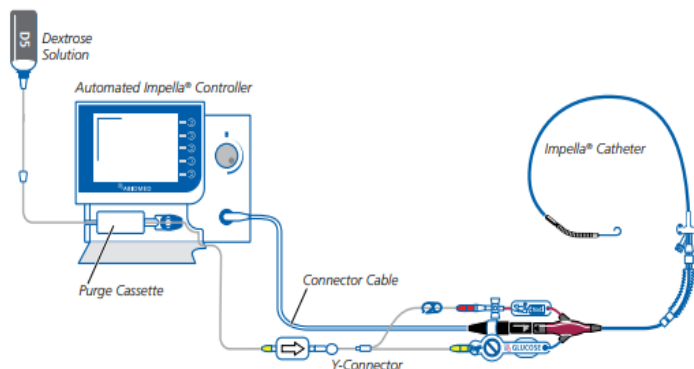 D5
Dextrose
Solution
Automated Impella® Controller
ABIOMED
Impella® Catheter
Purge Cassette
Connector Cable
Y-Connector
GLUCOSE